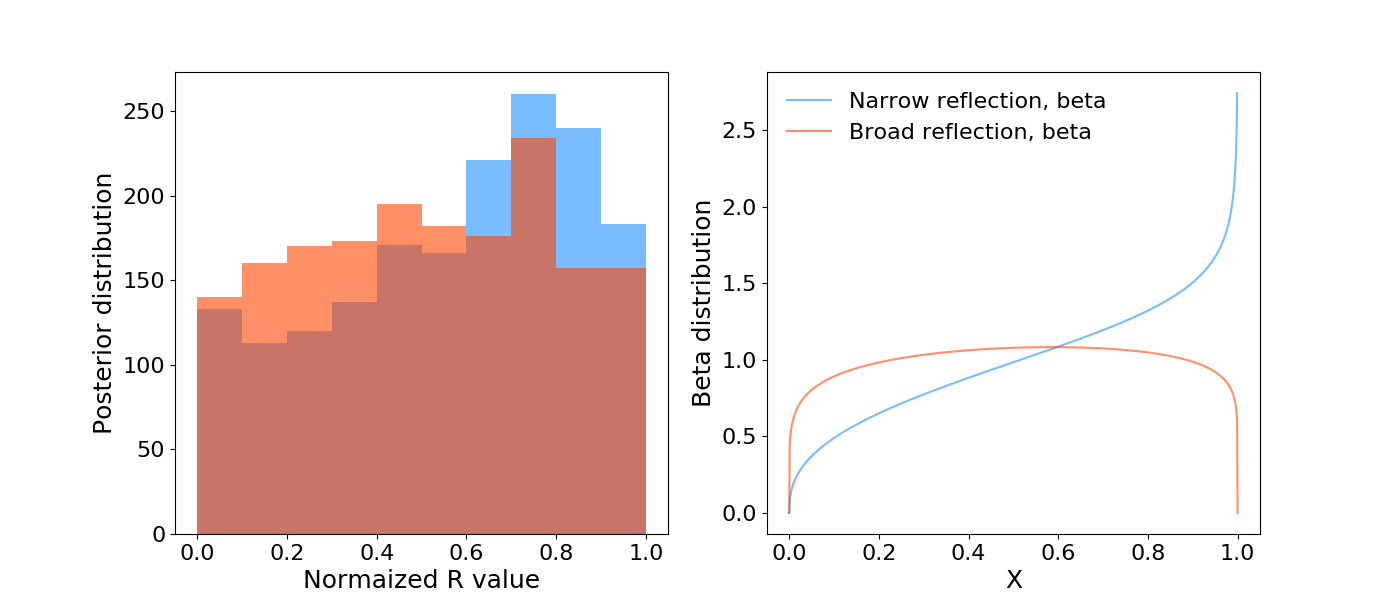 Posterior distribution
250
200
150
100
50
0
0.0 0.2 0.4 0.6 0.8 1.0
Normaized R value
Narrow reflection, beta
Broad reflection, beta
Beta distribution
2.5
2.0
1.5
1.0
0.5
0.0
0.0 0.2 0.4 0.6 0.8 1.0
X